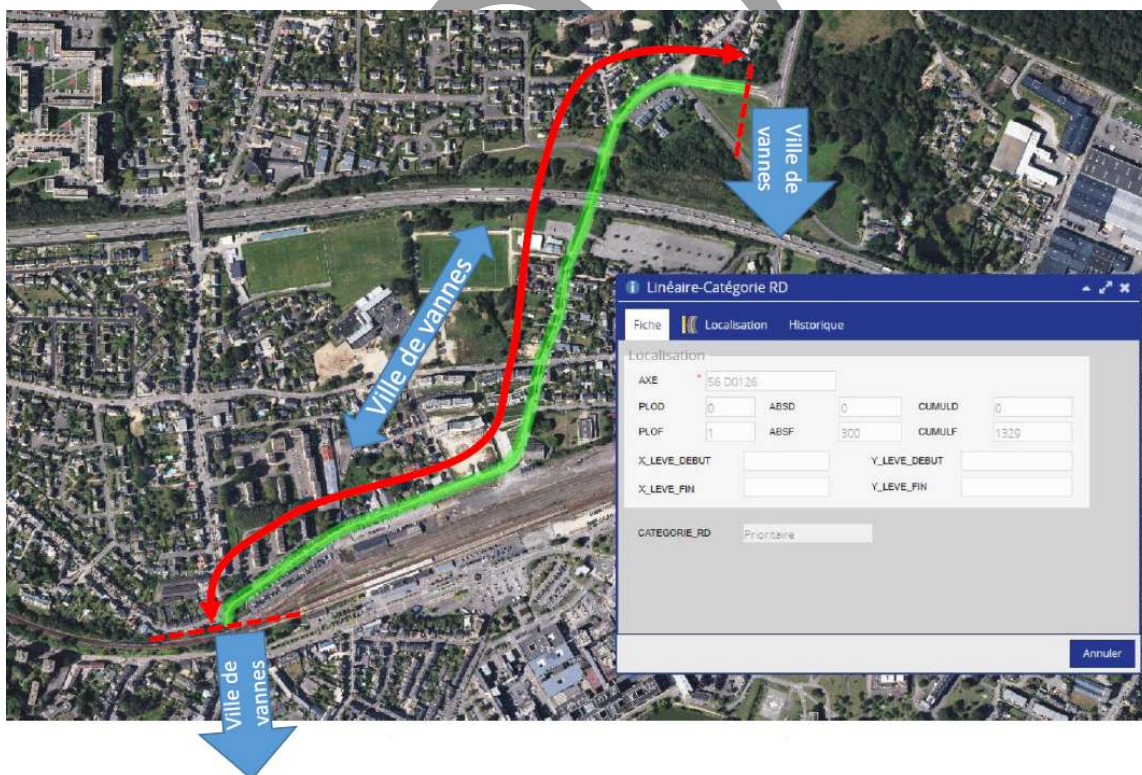 Ville de
vannes
Ville de vannes
Linéaire-Catégorie RD
Fiche Localisation Historique
Localisation
AXE * 56 D0126
PLOD 0 ABSD 0 CUMULD 0
PLOF 1 ABSF 300 CUMULF 1329
X_LEVE_DEBUT Y_LEVE_DEBUT
X_LEVE_FIN Y_LEVE_FIN
CATEGORIE_RD Prioritaire
Annuler
Ville de
vannes